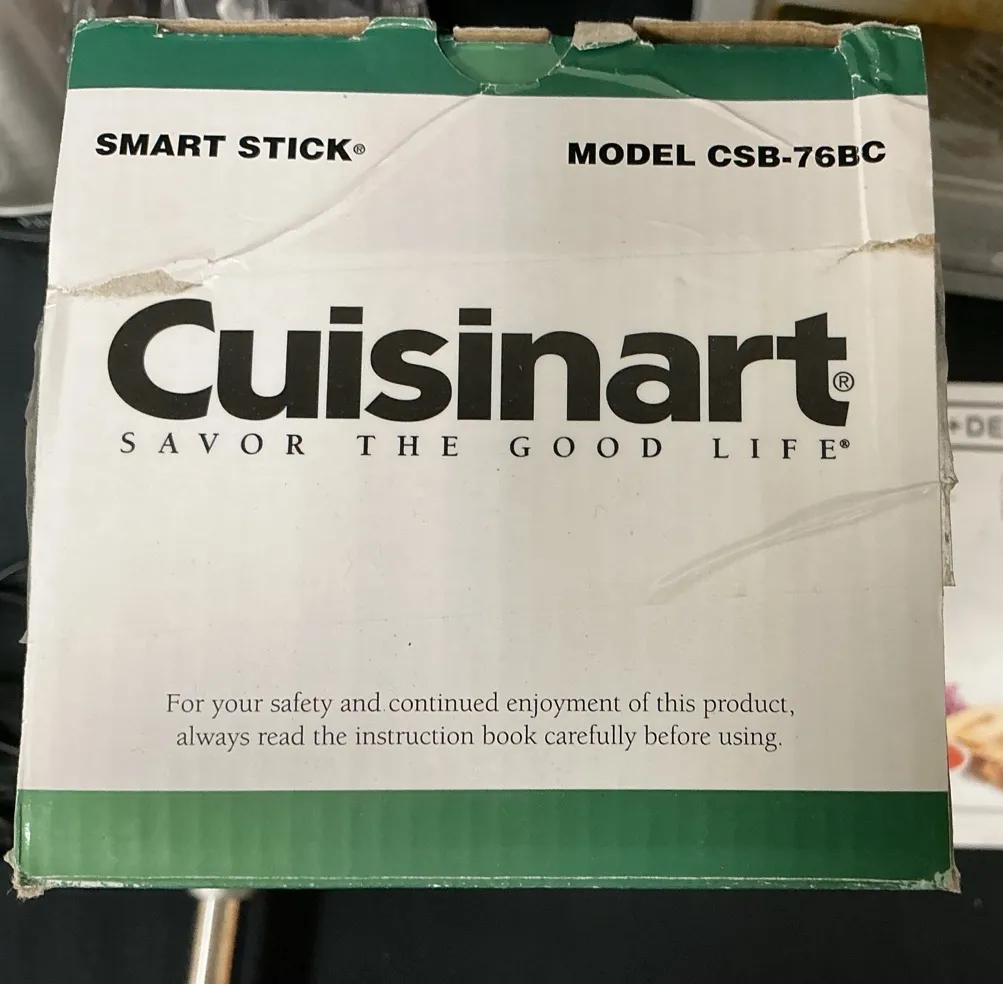 SMART STICK®
MODEL CSB-76BC
Cuisinart®
SAVOR THE GOOD LIFE®
+DE
For your safety and continued enjoyment of this product,
always read the instruction book carefully before using.